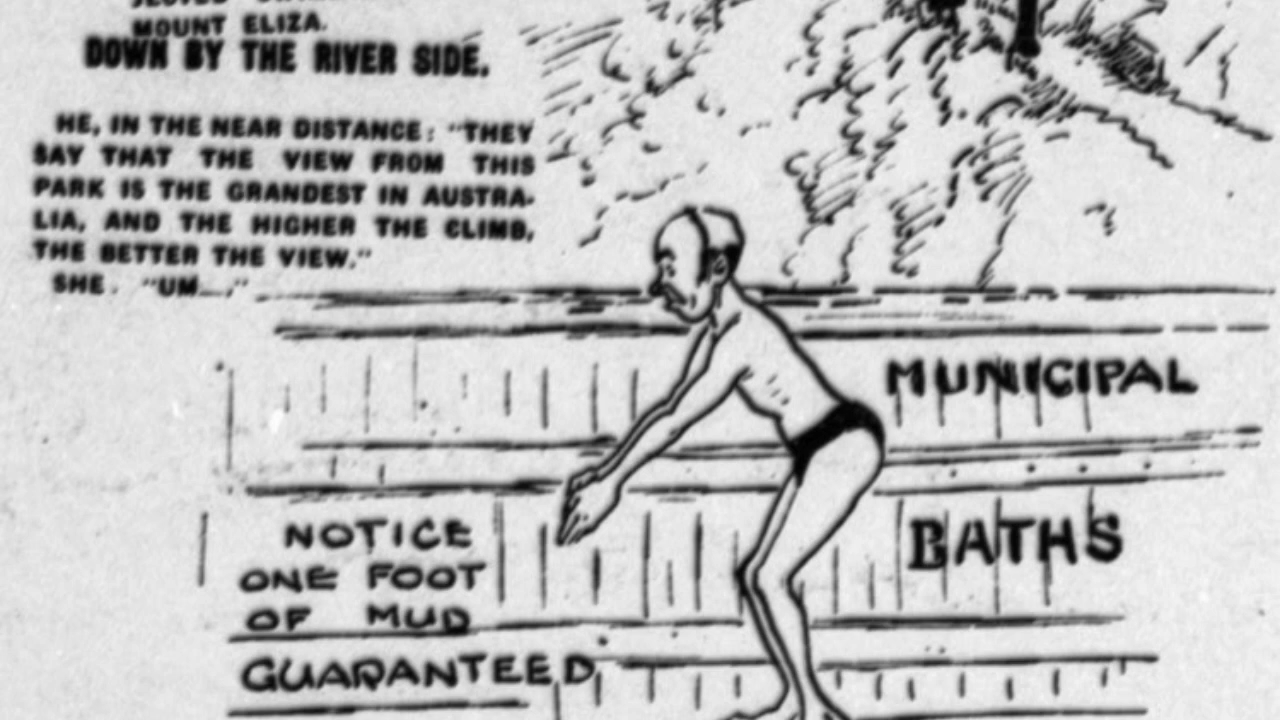 MOUNT ELIZA.
DOWN BY THE RIVER SIDE.
HE, IN THE NEAR DISTANCE: "THEY
SAY THAT THE VIEW FROM THIS
PARK IS THE GRANDEST IN AUSTRA-
LIA, AND THE HIGHER THE CLIMB,
THE BETTER THE VIEW."
SHE. "UM—."
MUNICIPAL
BATHS
NOTICE
ONE FOOT
OF MUD
GUARANTEED